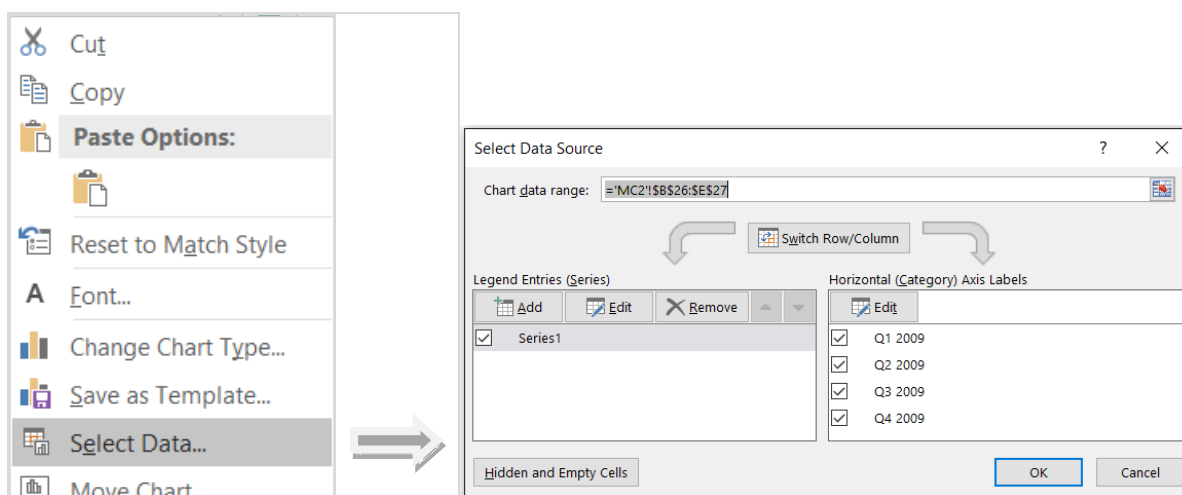 Cut
Copy
Paste Options:
Reset to Match Style
A Font...
Change Chart Type...
Save as Template...
Select Data...
Move Chart
Select Data Source ? X
Chart data range: ='MC2'!$B$26:$E$27
Switch Row/Column
Legend Entries (Series)
Add Edit Remove
Series1
Horizontal (Category) Axis Labels
Edit
Q1 2009
Q2 2009
Q3 2009
Q4 2009
Hidden and Empty Cells
OK Cancel